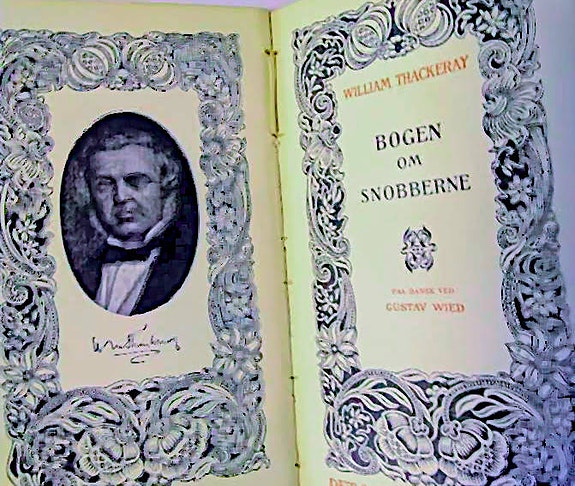 WILLIAM THACKERAY
BOGEN
OM
SNOBBERNE
PAA DANSK VED
GUSTAV WIED